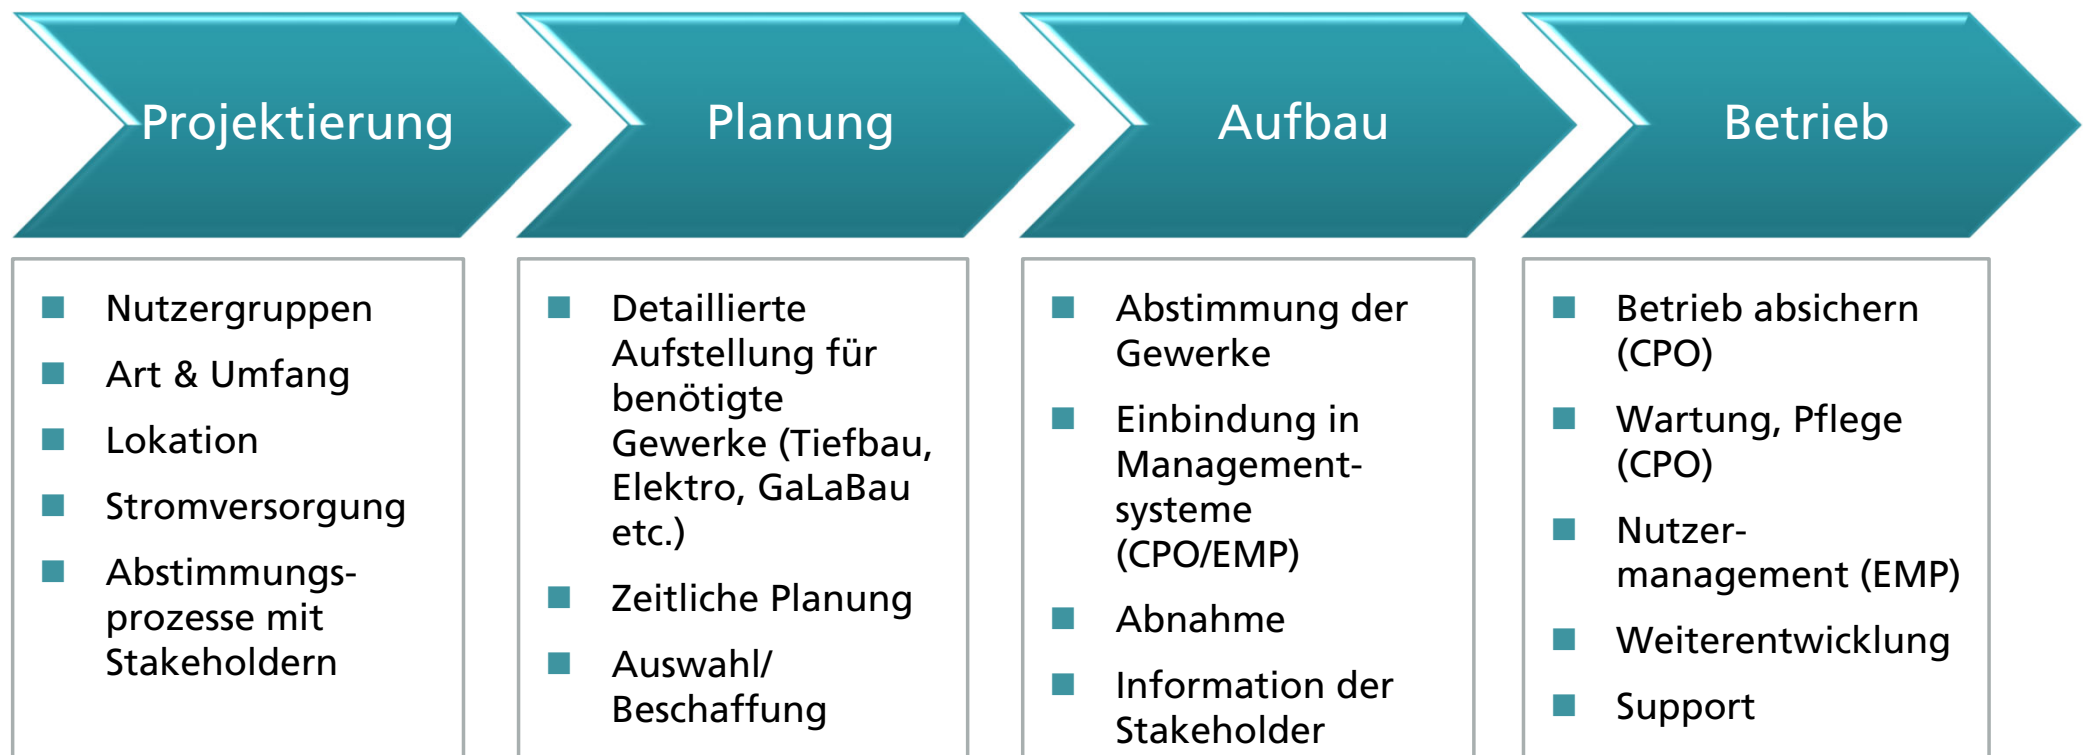 Projektierung
Planung
Aufbau
Betrieb
Nutzergruppen
Art & Umfang
Lokation
Stromversorgung
Abstimmungs-
prozesse mit
Stakeholdern
Detaillierte
Aufstellung für
benötigte
Gewerke (Tiefbau,
Elektro, GaLaBau
etc.)
Zeitliche Planung
Auswahl/
Beschaffung
Abstimmung der
Gewerke
Einbindung in
Management-
systeme
(CPO/EMP)
Abnahme
Information der
Stakeholder
Betrieb absichern
(CPO)
Wartung, Pflege
(CPO)
Nutzer-
management (EMP)
Weiterentwicklung
Support